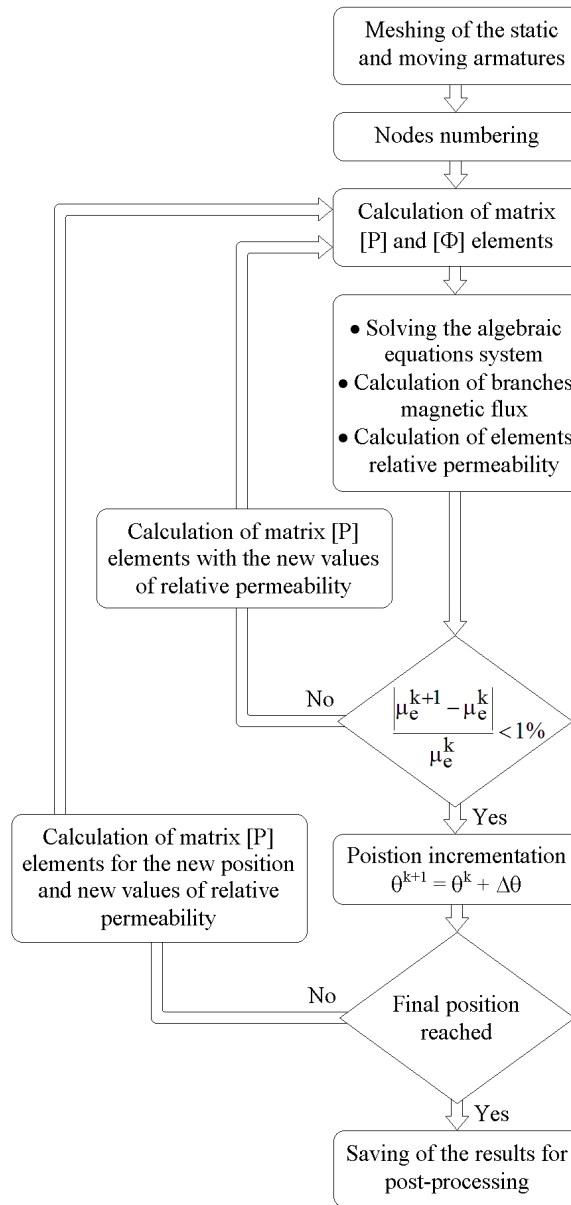 Meshing of the static
and moving armatures
Nodes numbering
Calculation of matrix
[P] and [Φ] elements
• Solving the algebraic
equations system
• Calculation of branches
magnetic flux
• Calculation of elements
relative permeability
Calculation of matrix [P]
elements with the new values
of relative permeability
No
|μ_e^{k+1} − μ_e^k| / μ_e^k < 1%
Yes
Calculation of matrix [P]
elements for the new position
and new values of relative
permeability
Poistion incrementation
θ^{k+1} = θ^k + Δθ
No
Final position
reached
Yes
Saving of the results for
post-processing